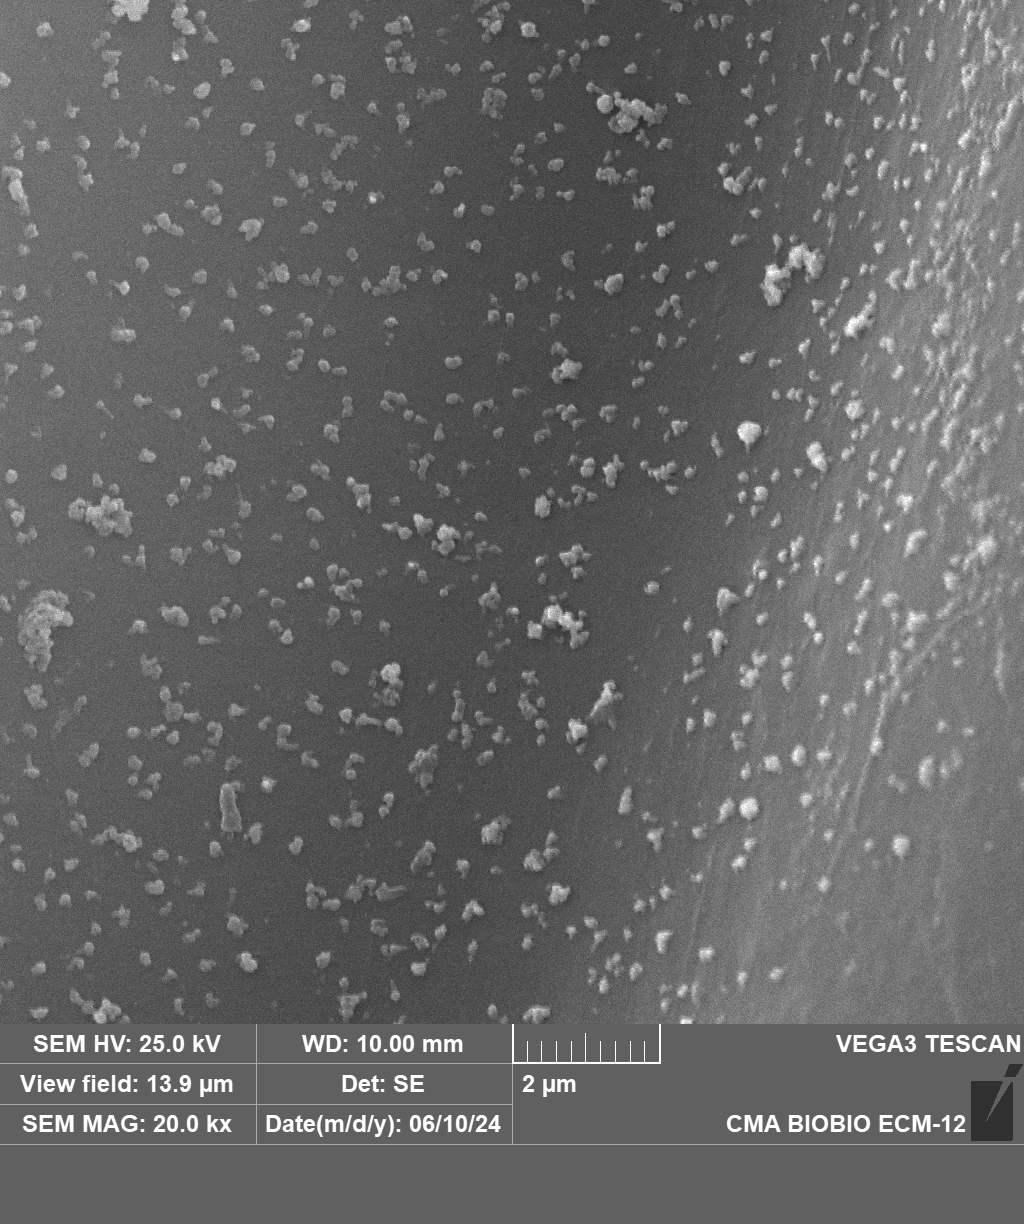 SEM HV: 25.0 kV
WD: 10.00 mm
VEGA3 TESCAN
View field: 13.9 µm
Det: SE
2 µm
SEM MAG: 20.0 kx
Date(m/d/y): 06/10/24
CMA BIOBIO ECM-12